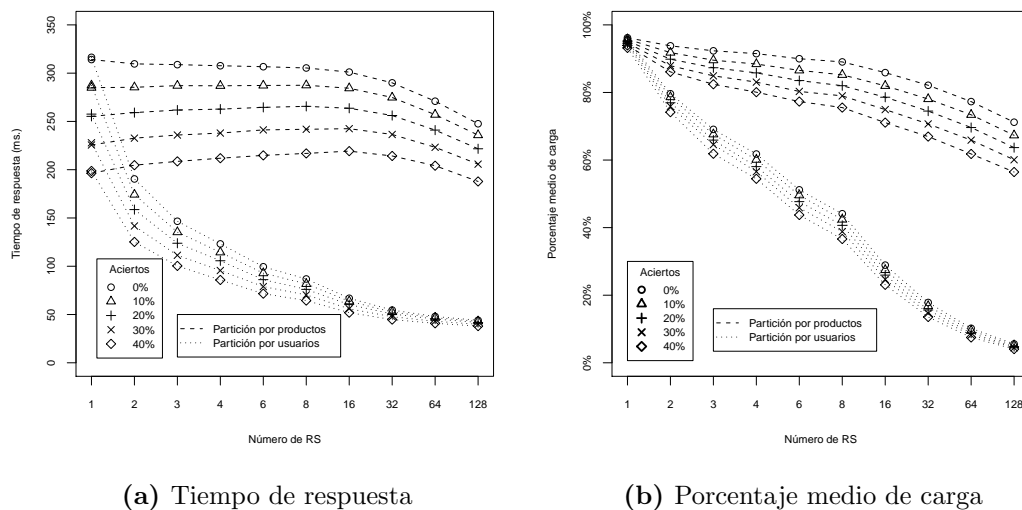 350
300
250
200
150
100
50
0
Tiempo de respuesta (ms.)
Aciertos
0%
10%
20%
30%
40%
Partición por productos
Partición por usuarios
1 2 3 4 6 8 16 32 64 128
Número de RS
(a) Tiempo de respuesta
100%
80%
60%
40%
20%
0%
Porcentaje medio de carga
Aciertos
0%
10%
20%
30%
40%
Partición por productos
Partición por usuarios
1 2 3 4 6 8 16 32 64 128
Número de RS
(b) Porcentaje medio de carga